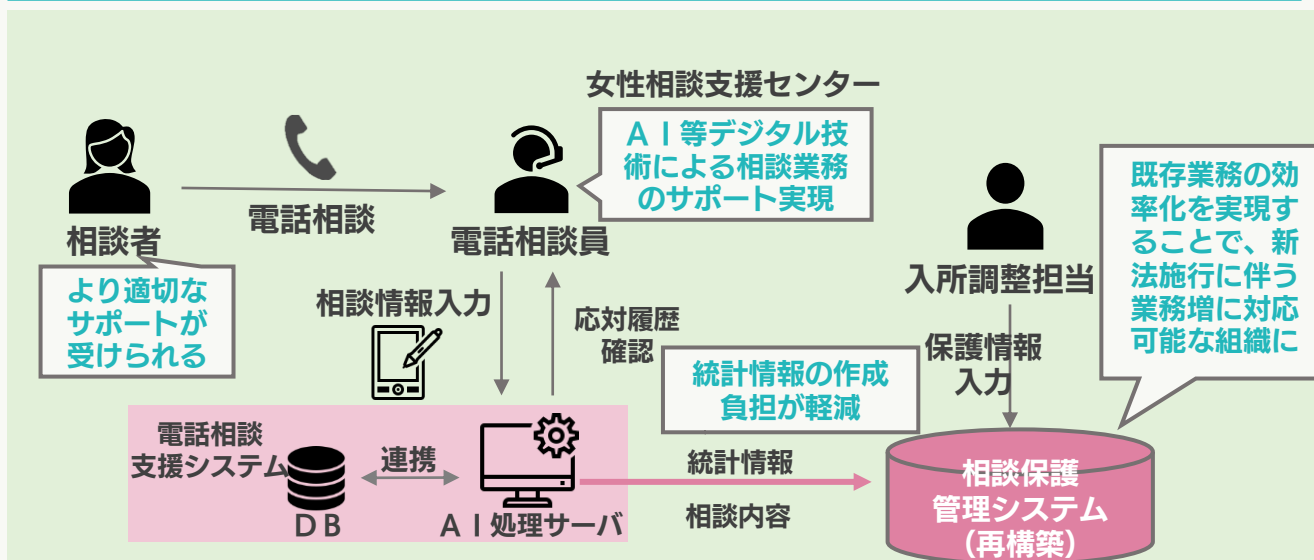 女性相談支援センター
ＡＩ等デジタル技
術による相談業務
のサポート実現
電話相談
相談者
電話相談員
より適切な
サポートが
受けられる
相談情報入力
応対履歴
確認
入所調整担当
既存業務の効
率化を実現す
ることで、新
法施行に伴う
業務増に対応
可能な組織に
保護情報
入力
統計情報の作成
負担が軽減
電話相談
支援システム
連携
ＤＢ
ＡＩ処理サーバ
統計情報
相談内容
相談保護
管理システム
（再構築）